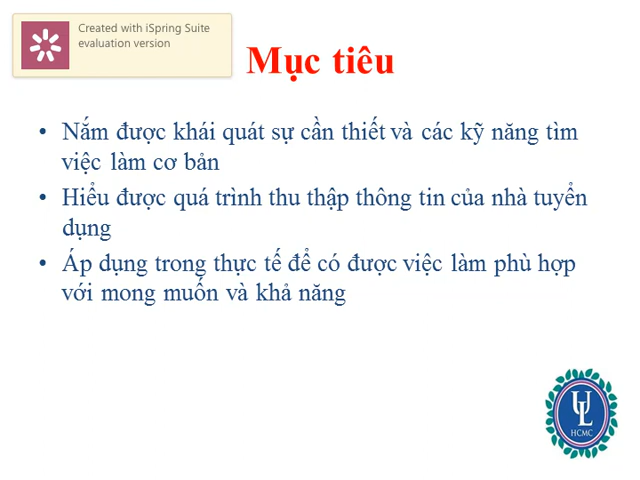 Created with iSpring Suite
evaluation version
Mục tiêu
• Nắm được khái quát sự cần thiết và các kỹ năng tìm
việc làm cơ bản
• Hiểu được quá trình thu thập thông tin của nhà tuyển
dụng
• Áp dụng trong thực tế để có được việc làm phù hợp
với mong muốn và khả năng
UL
HCMC